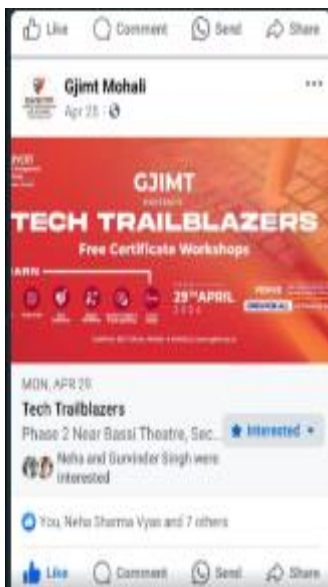 Like Comment Send Share
Gjimt Mohali
Apr 28
GJIMT
TECH TRAILBLAZERS
Free Certificate Workshops
29TH APRIL
2024
MON, APR 29
Tech Trailblazers
Phase 2 Near Bassi Theatre, Sec...
Interested
Neha and Gurvinder Singh were
interested
You, Neha Sharma Vyas and 7 others
Like Comment Send Share